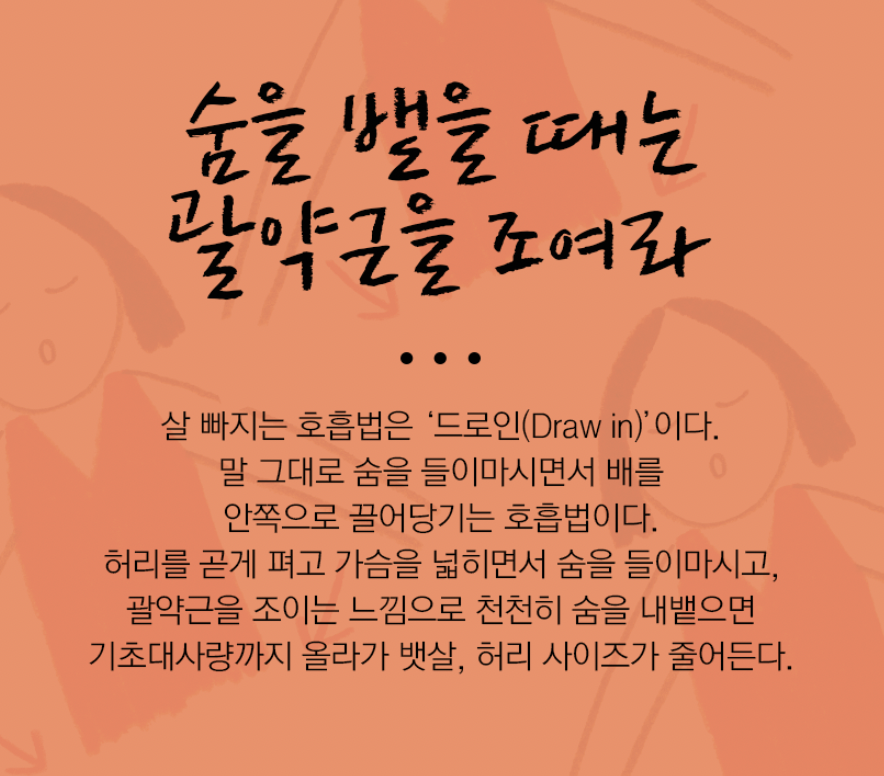 숨을 뱉을 때는
괄약근을 조여라
...
살 빠지는 호흡법은 ‘드로인(Draw in)’이다.
말 그대로 숨을 들이마시면서 배를
안쪽으로 끌어당기는 호흡법이다.
허리를 곧게 펴고 가슴을 넓히면서 숨을 들이마시고,
괄약근을 조이는 느낌으로 천천히 숨을 내뱉으면
기초대사량까지 올라가 뱃살, 허리 사이즈가 줄어든다.